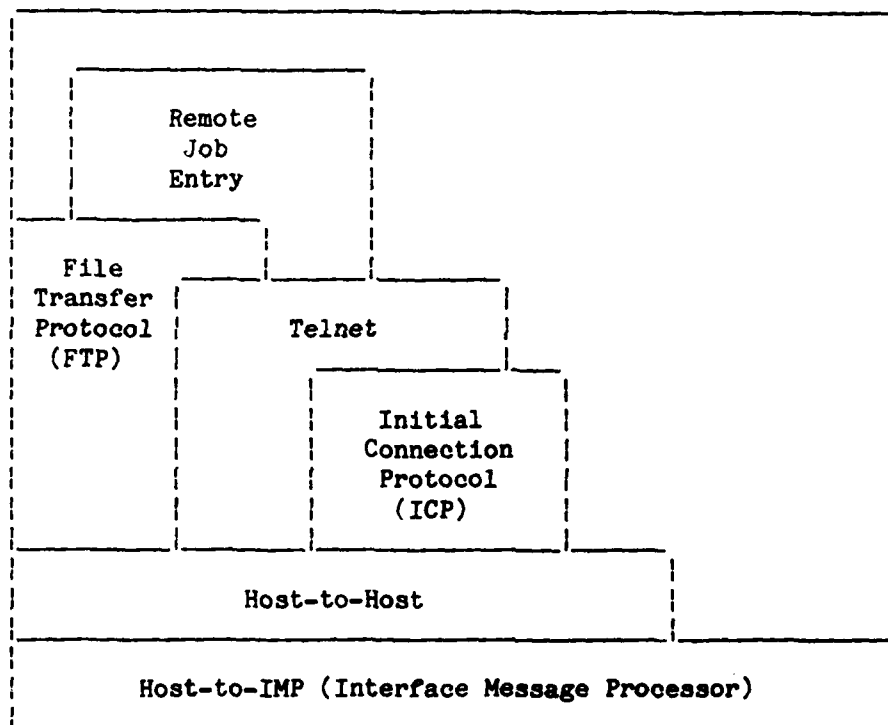 Remote
Job
Entry
File
Transfer
Protocol
(FTP)
Telnet
Initial
Connection
Protocol
(ICP)
Host-to-Host
Host-to-IMP (Interface Message Processor)